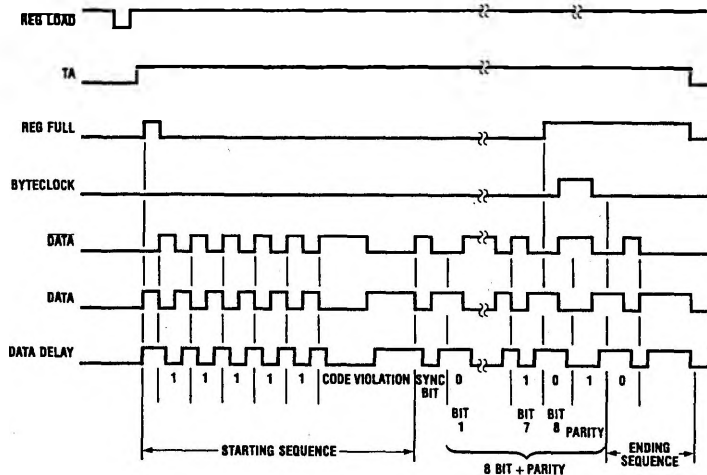 REG LOAD
TA
REG FULL
BYTECLOCK
DATA
DATA
DATA DELAY
1 1 1 1 1 CODE VIOLATION SYNC BIT 0 1 0 1 0
BIT 1 BIT 7 BIT 8 PARITY
STARTING SEQUENCE
ENDING SEQUENCE
8 BIT + PARITY